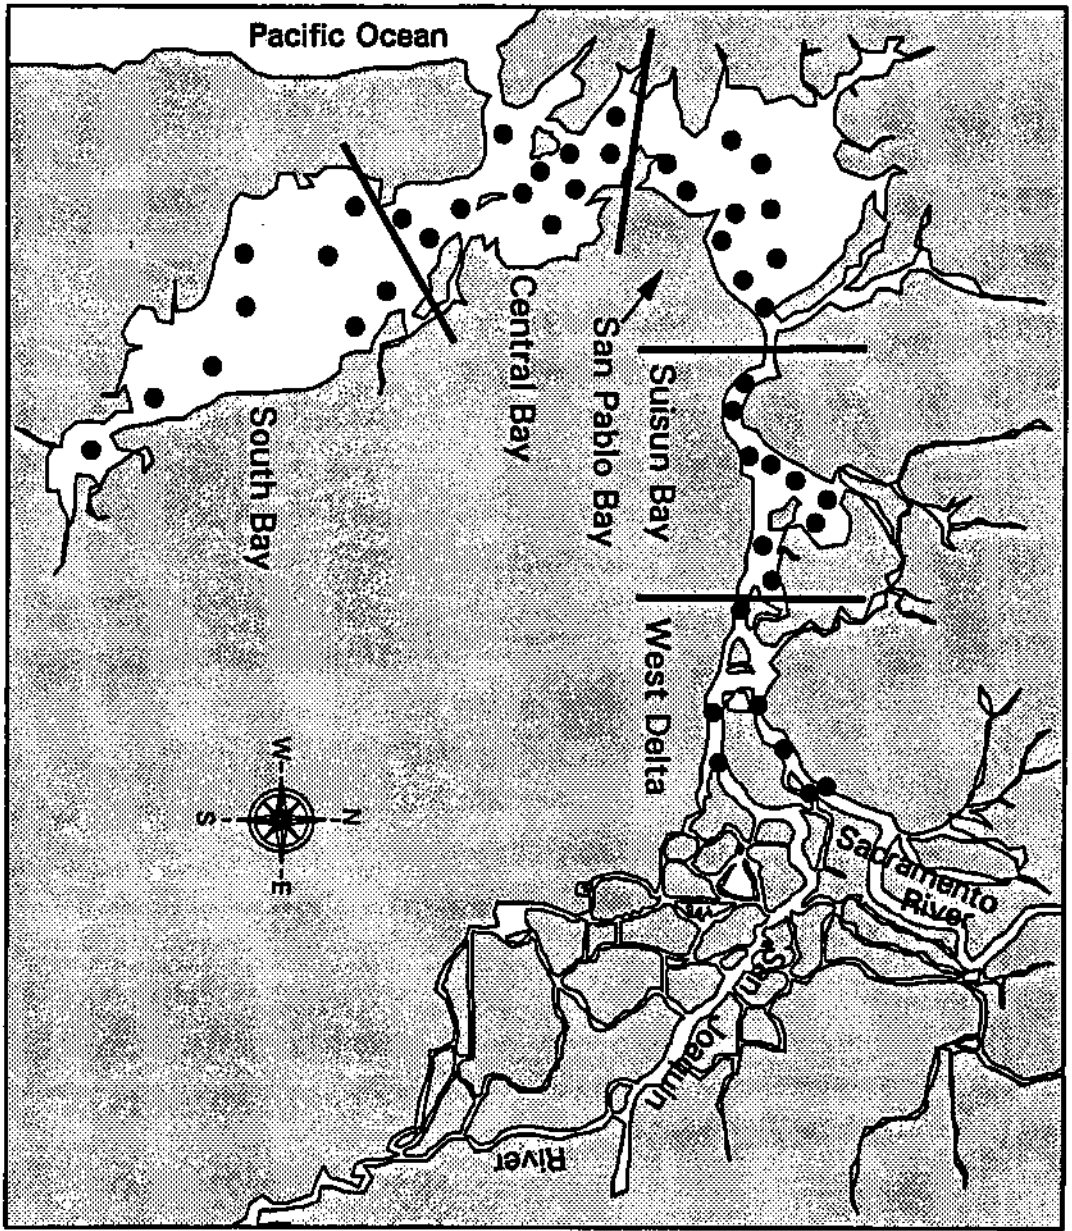 Pacific Ocean
South Bay
Central Bay
San Pablo Bay
Suisun Bay
West Delta
Sacramento
River
San
Joaquin
River
W
N
S
E